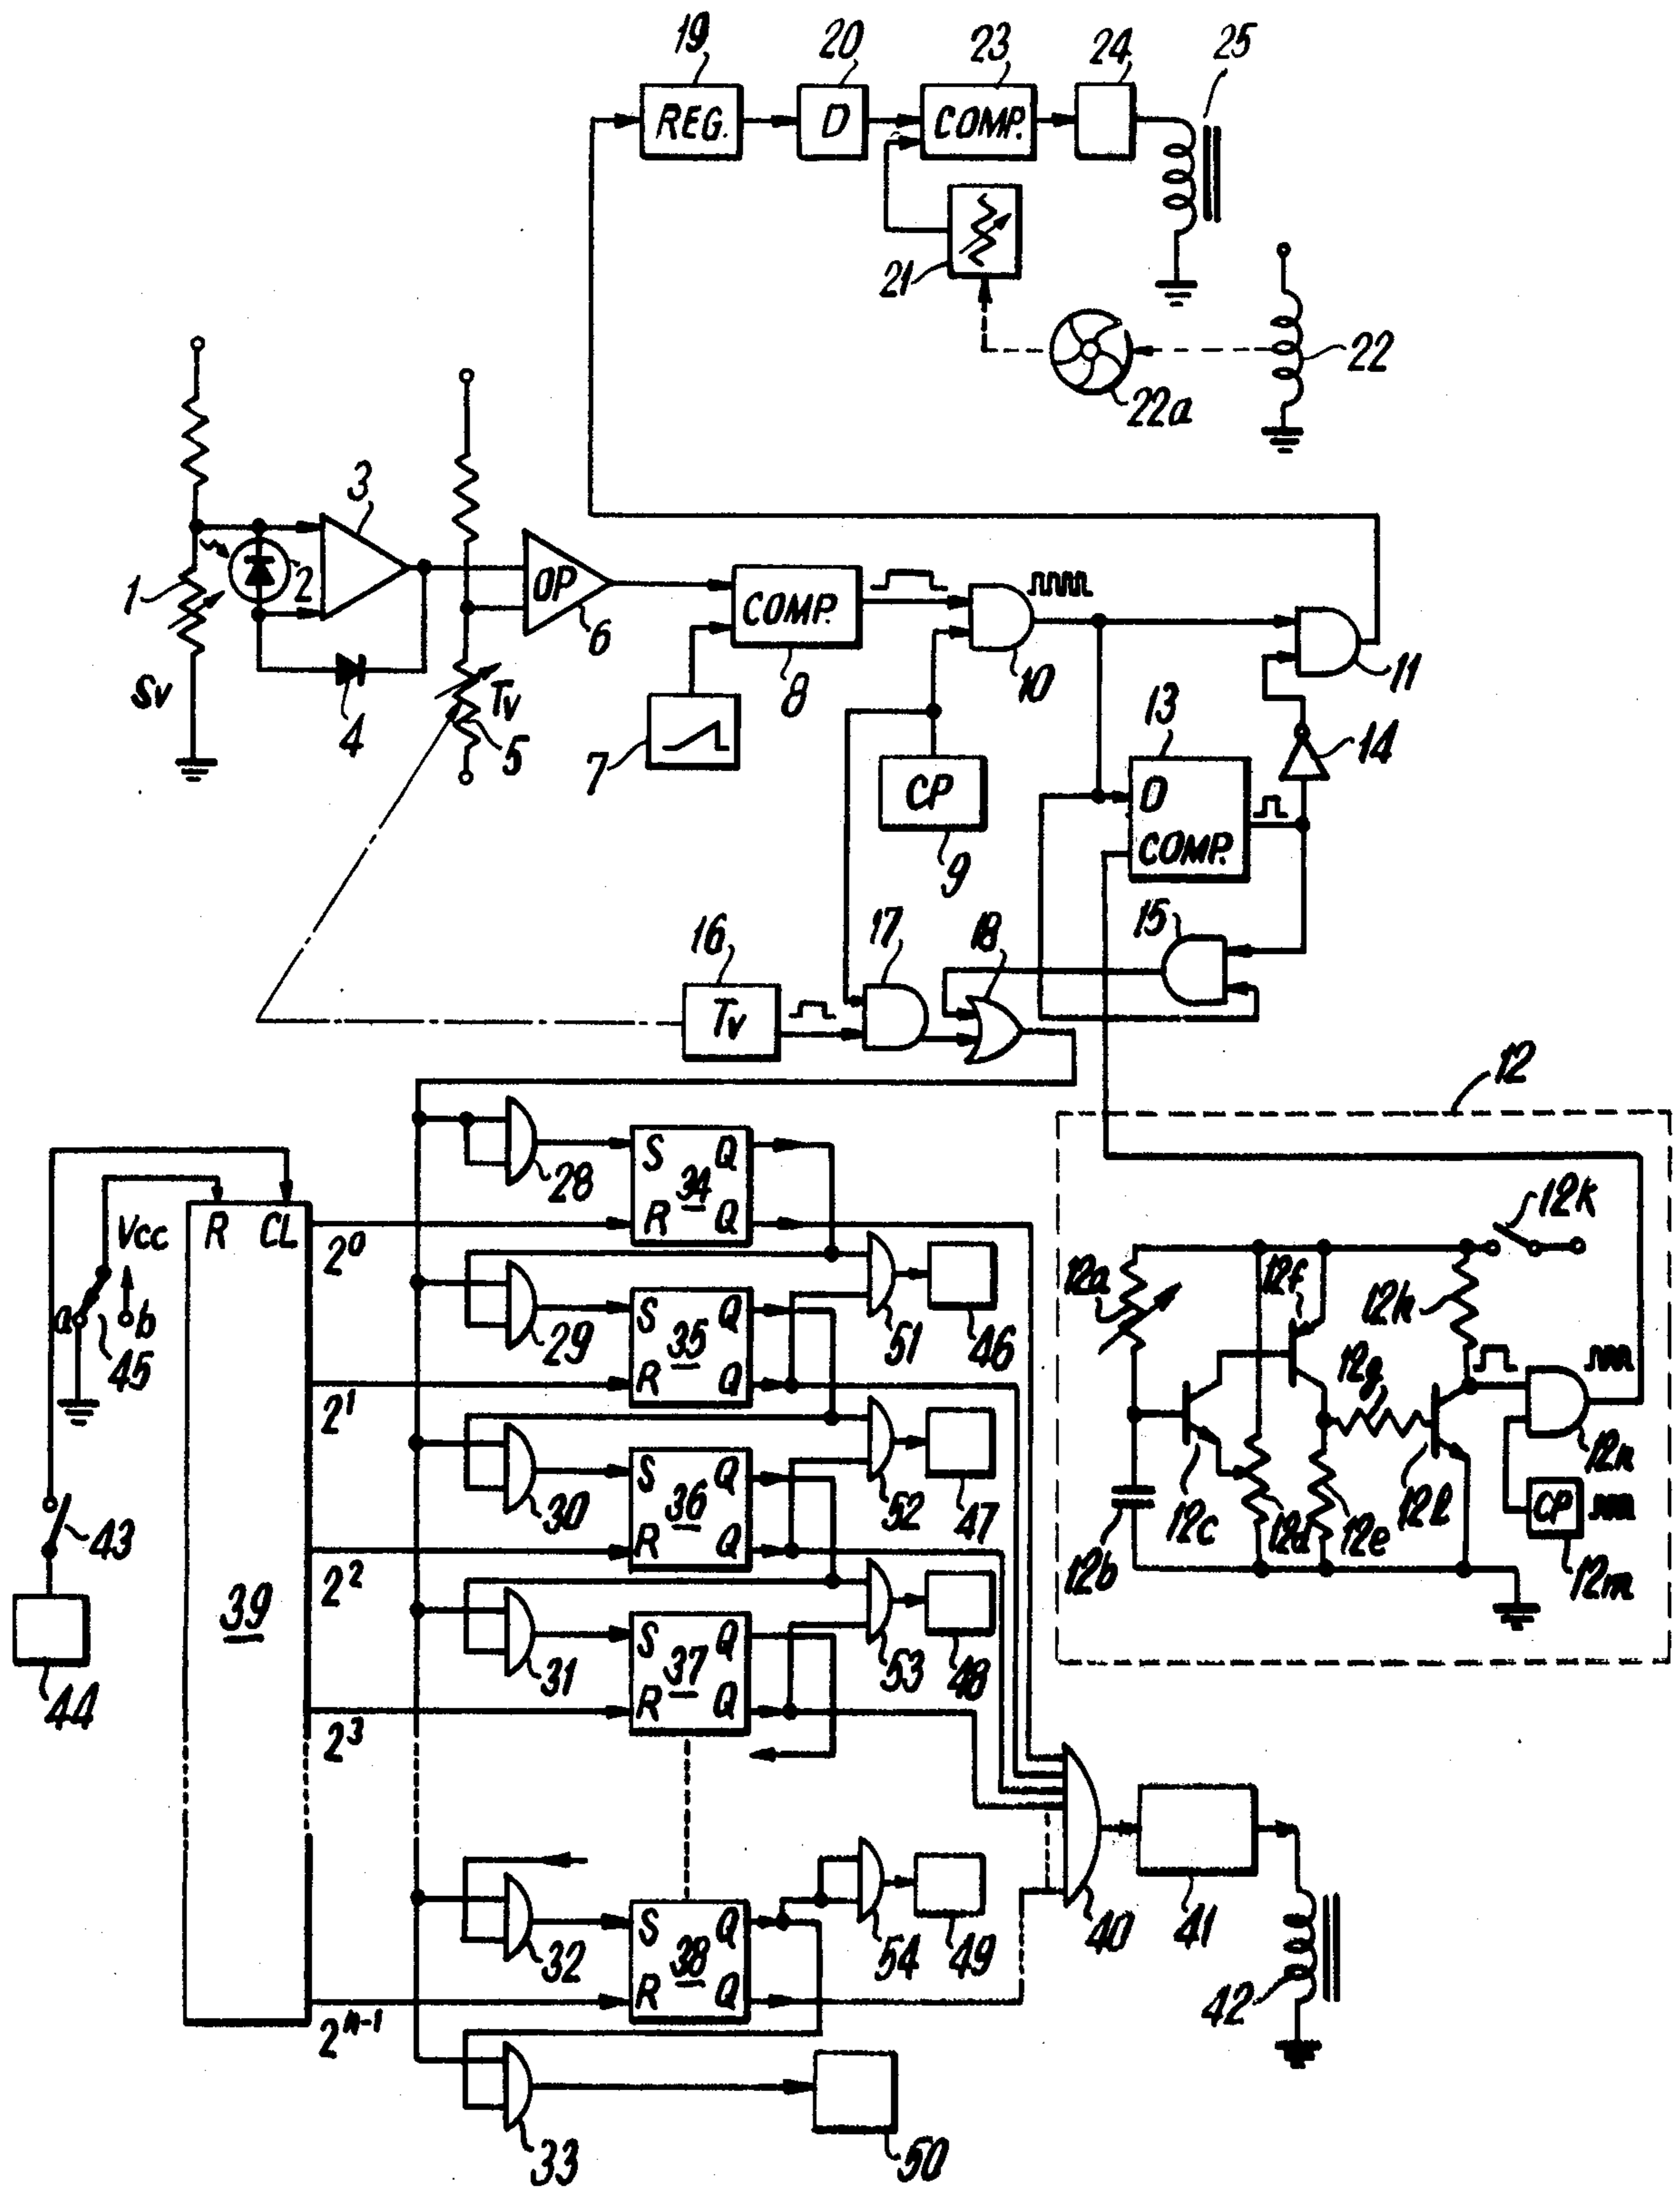 19 20 23 24 25
REG. D COMP.
21
22
22a
3
1 2 OP
6
COMP.
8
10
11
Sv
4
Tv
5
7
CP
9
13
D
COMP.
14
15
16
Tv
17
18
12
28
S Q
34
R Q
R CL
Vcc
a b
45
2⁰
29
S Q
35
R Q
51
46
2¹
30
S Q
36
R Q
52
47
2²
43
44
39
31
S Q
37
R Q
53
48
2³
12k
12a
12f
12h
12g
12n
12b
12c
12d
12e
12l
CP
12m
32
S Q
38
R Q
54
49
40
41
42
2ⁿ⁻¹
33
50